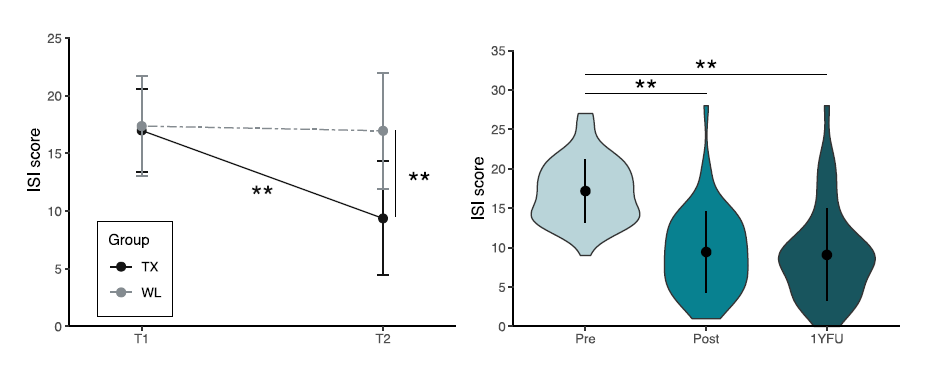 25
20
15
10
5
0
ISI score
**
**
Group
TX
WL
T1
T2
35
30
25
20
15
10
5
0
ISI score
**
**
Pre
Post
1YFU